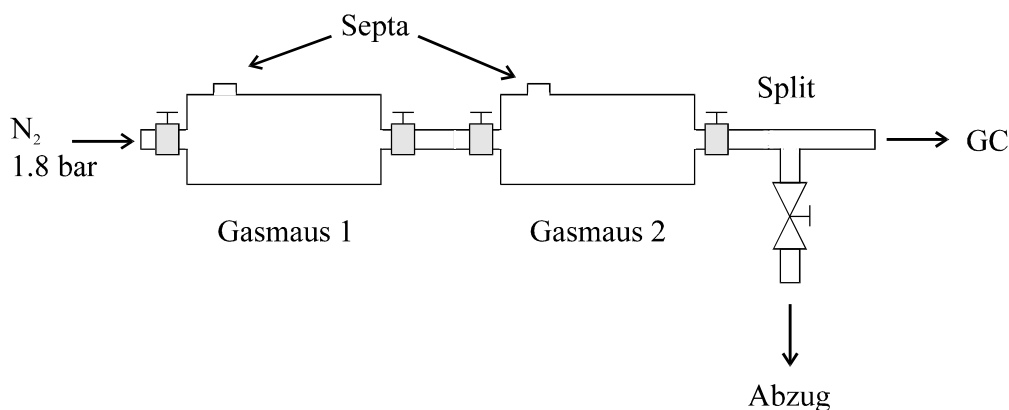 Septa
Split
N₂
1.8 bar
GC
Gasmaus 1
Gasmaus 2
Abzug